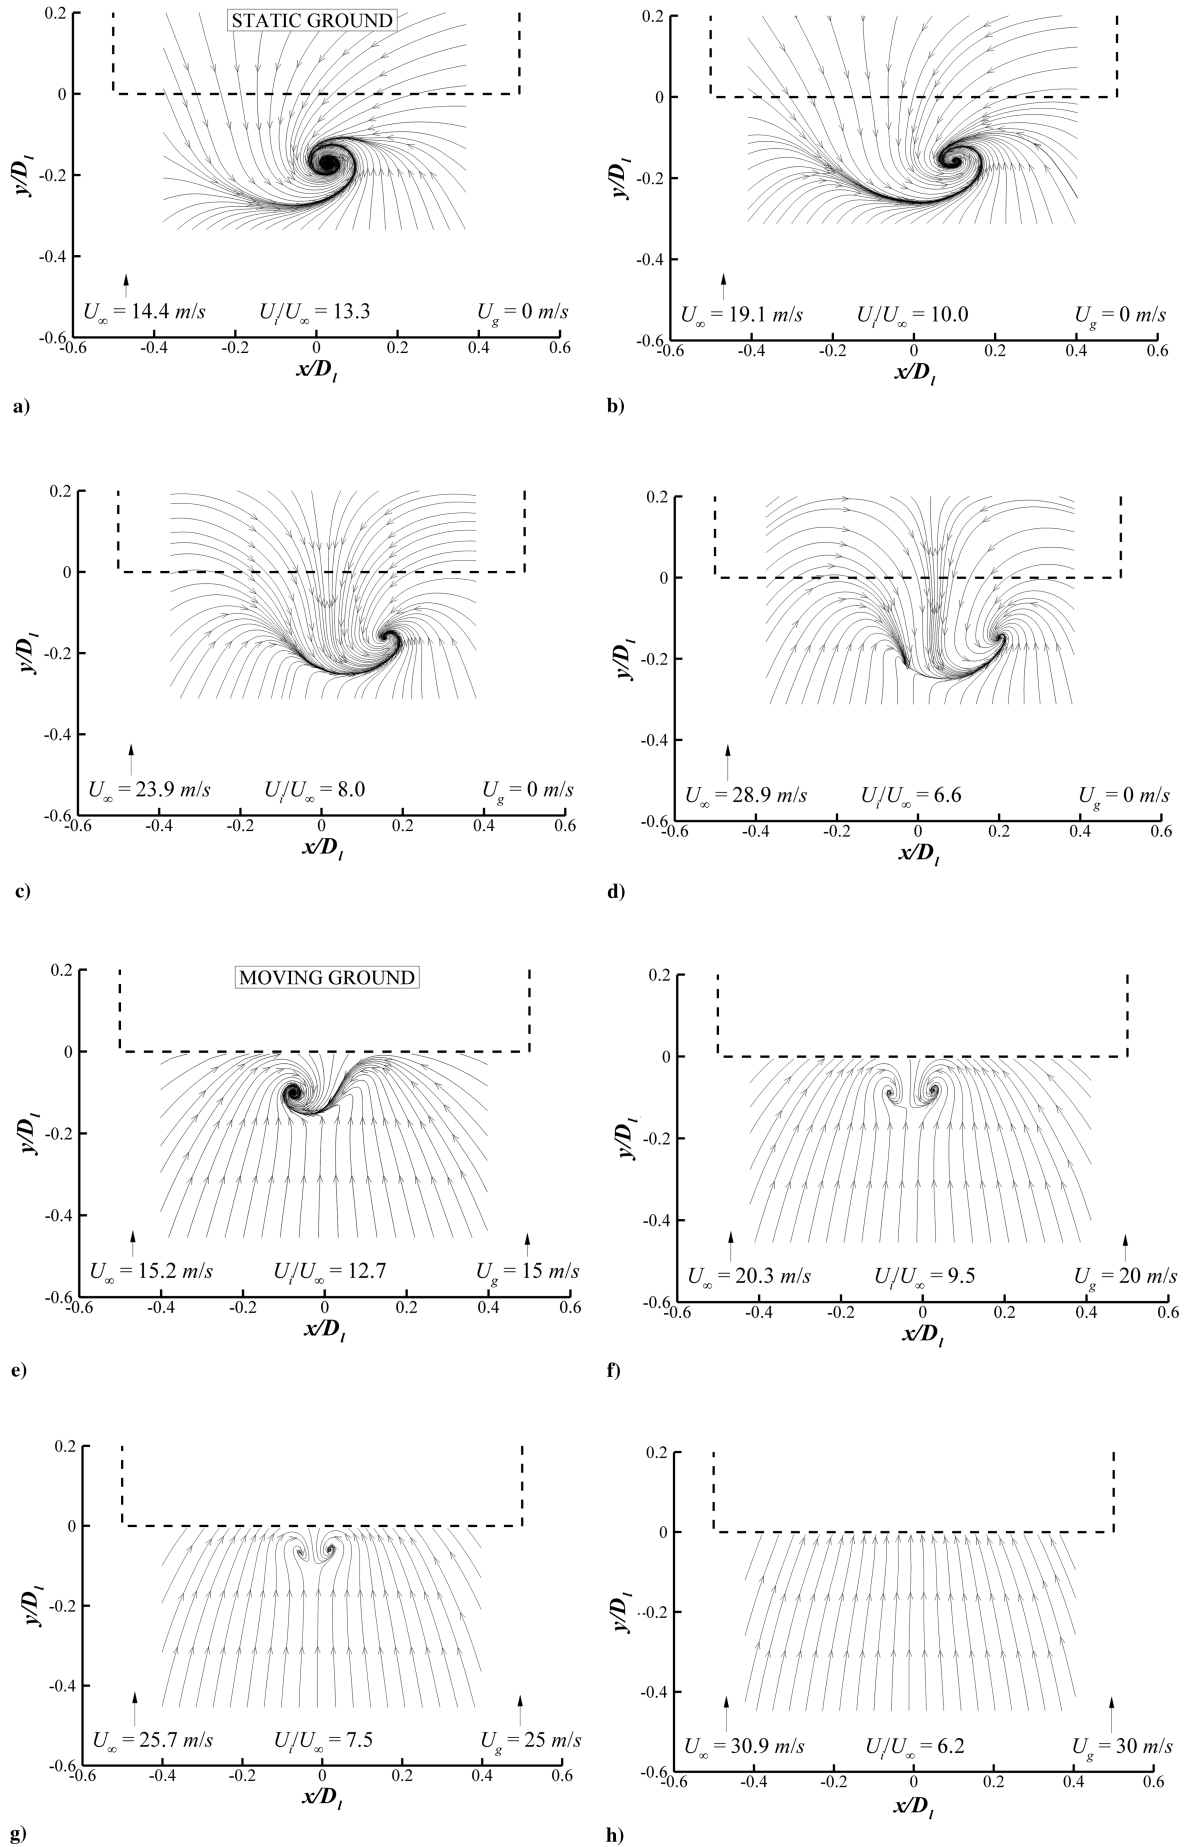 STATIC GROUND
0.2
0
-0.2
-0.4
-0.6
y/D_l
U_∞ = 14.4 m/s U_i/U_∞ = 13.3 U_g = 0 m/s
-0.6 -0.4 -0.2 0 0.2 0.4 0.6
x/D_l
a)
0.2
0
-0.2
-0.4
-0.6
y/D_l
U_∞ = 19.1 m/s U_i/U_∞ = 10.0 U_g = 0 m/s
-0.6 -0.4 -0.2 0 0.2 0.4 0.6
x/D_l
b)
0.2
0
-0.2
-0.4
-0.6
y/D_l
U_∞ = 23.9 m/s U_i/U_∞ = 8.0 U_g = 0 m/s
-0.6 -0.4 -0.2 0 0.2 0.4 0.6
x/D_l
c)
0.2
0
-0.2
-0.4
-0.6
y/D_l
U_∞ = 28.9 m/s U_i/U_∞ = 6.6 U_g = 0 m/s
-0.6 -0.4 -0.2 0 0.2 0.4 0.6
x/D_l
d)
MOVING GROUND
0.2
0
-0.2
-0.4
-0.6
y/D_l
U_∞ = 15.2 m/s U_i/U_∞ = 12.7 U_g = 15 m/s
-0.6 -0.4 -0.2 0 0.2 0.4 0.6
x/D_l
e)
0.2
0
-0.2
-0.4
-0.6
y/D_l
U_∞ = 20.3 m/s U_i/U_∞ = 9.5 U_g = 20 m/s
-0.6 -0.4 -0.2 0 0.2 0.4 0.6
x/D_l
f)
0.2
0
-0.2
-0.4
-0.6
y/D_l
U_∞ = 25.7 m/s U_i/U_∞ = 7.5 U_g = 25 m/s
-0.6 -0.4 -0.2 0 0.2 0.4 0.6
x/D_l
g)
0.2
0
-0.2
-0.4
-0.6
y/D_l
U_∞ = 30.9 m/s U_i/U_∞ = 6.2 U_g = 30 m/s
-0.6 -0.4 -0.2 0 0.2 0.4 0.6
x/D_l
h)